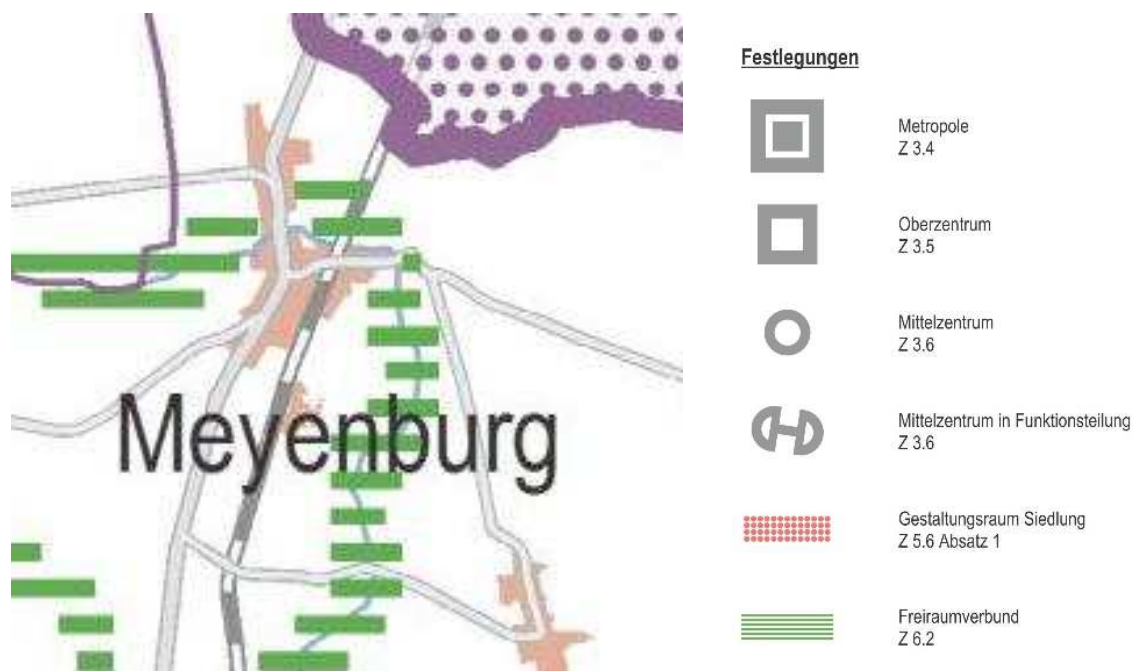 Meyenburg
Festlegungen
Metropole
Z 3.4
Oberzentrum
Z 3.5
Mittelzentrum
Z 3.6
Mittelzentrum in Funktionsteilung
Z 3.6
Gestaltungsraum Siedlung
Z 5.6 Absatz 1
Freiraumverbund
Z 6.2